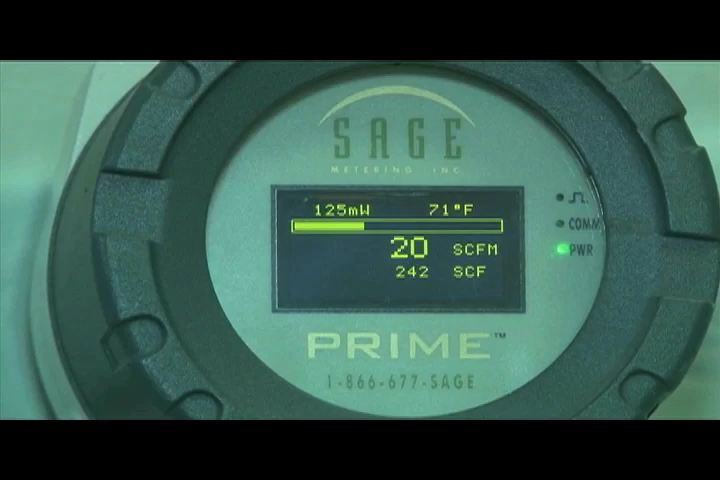 SAGE
METERING INC.
125mW 71°F
20 SCFM
242 SCF
COMM
PWR
PRIME™
1-866-677-SAGE